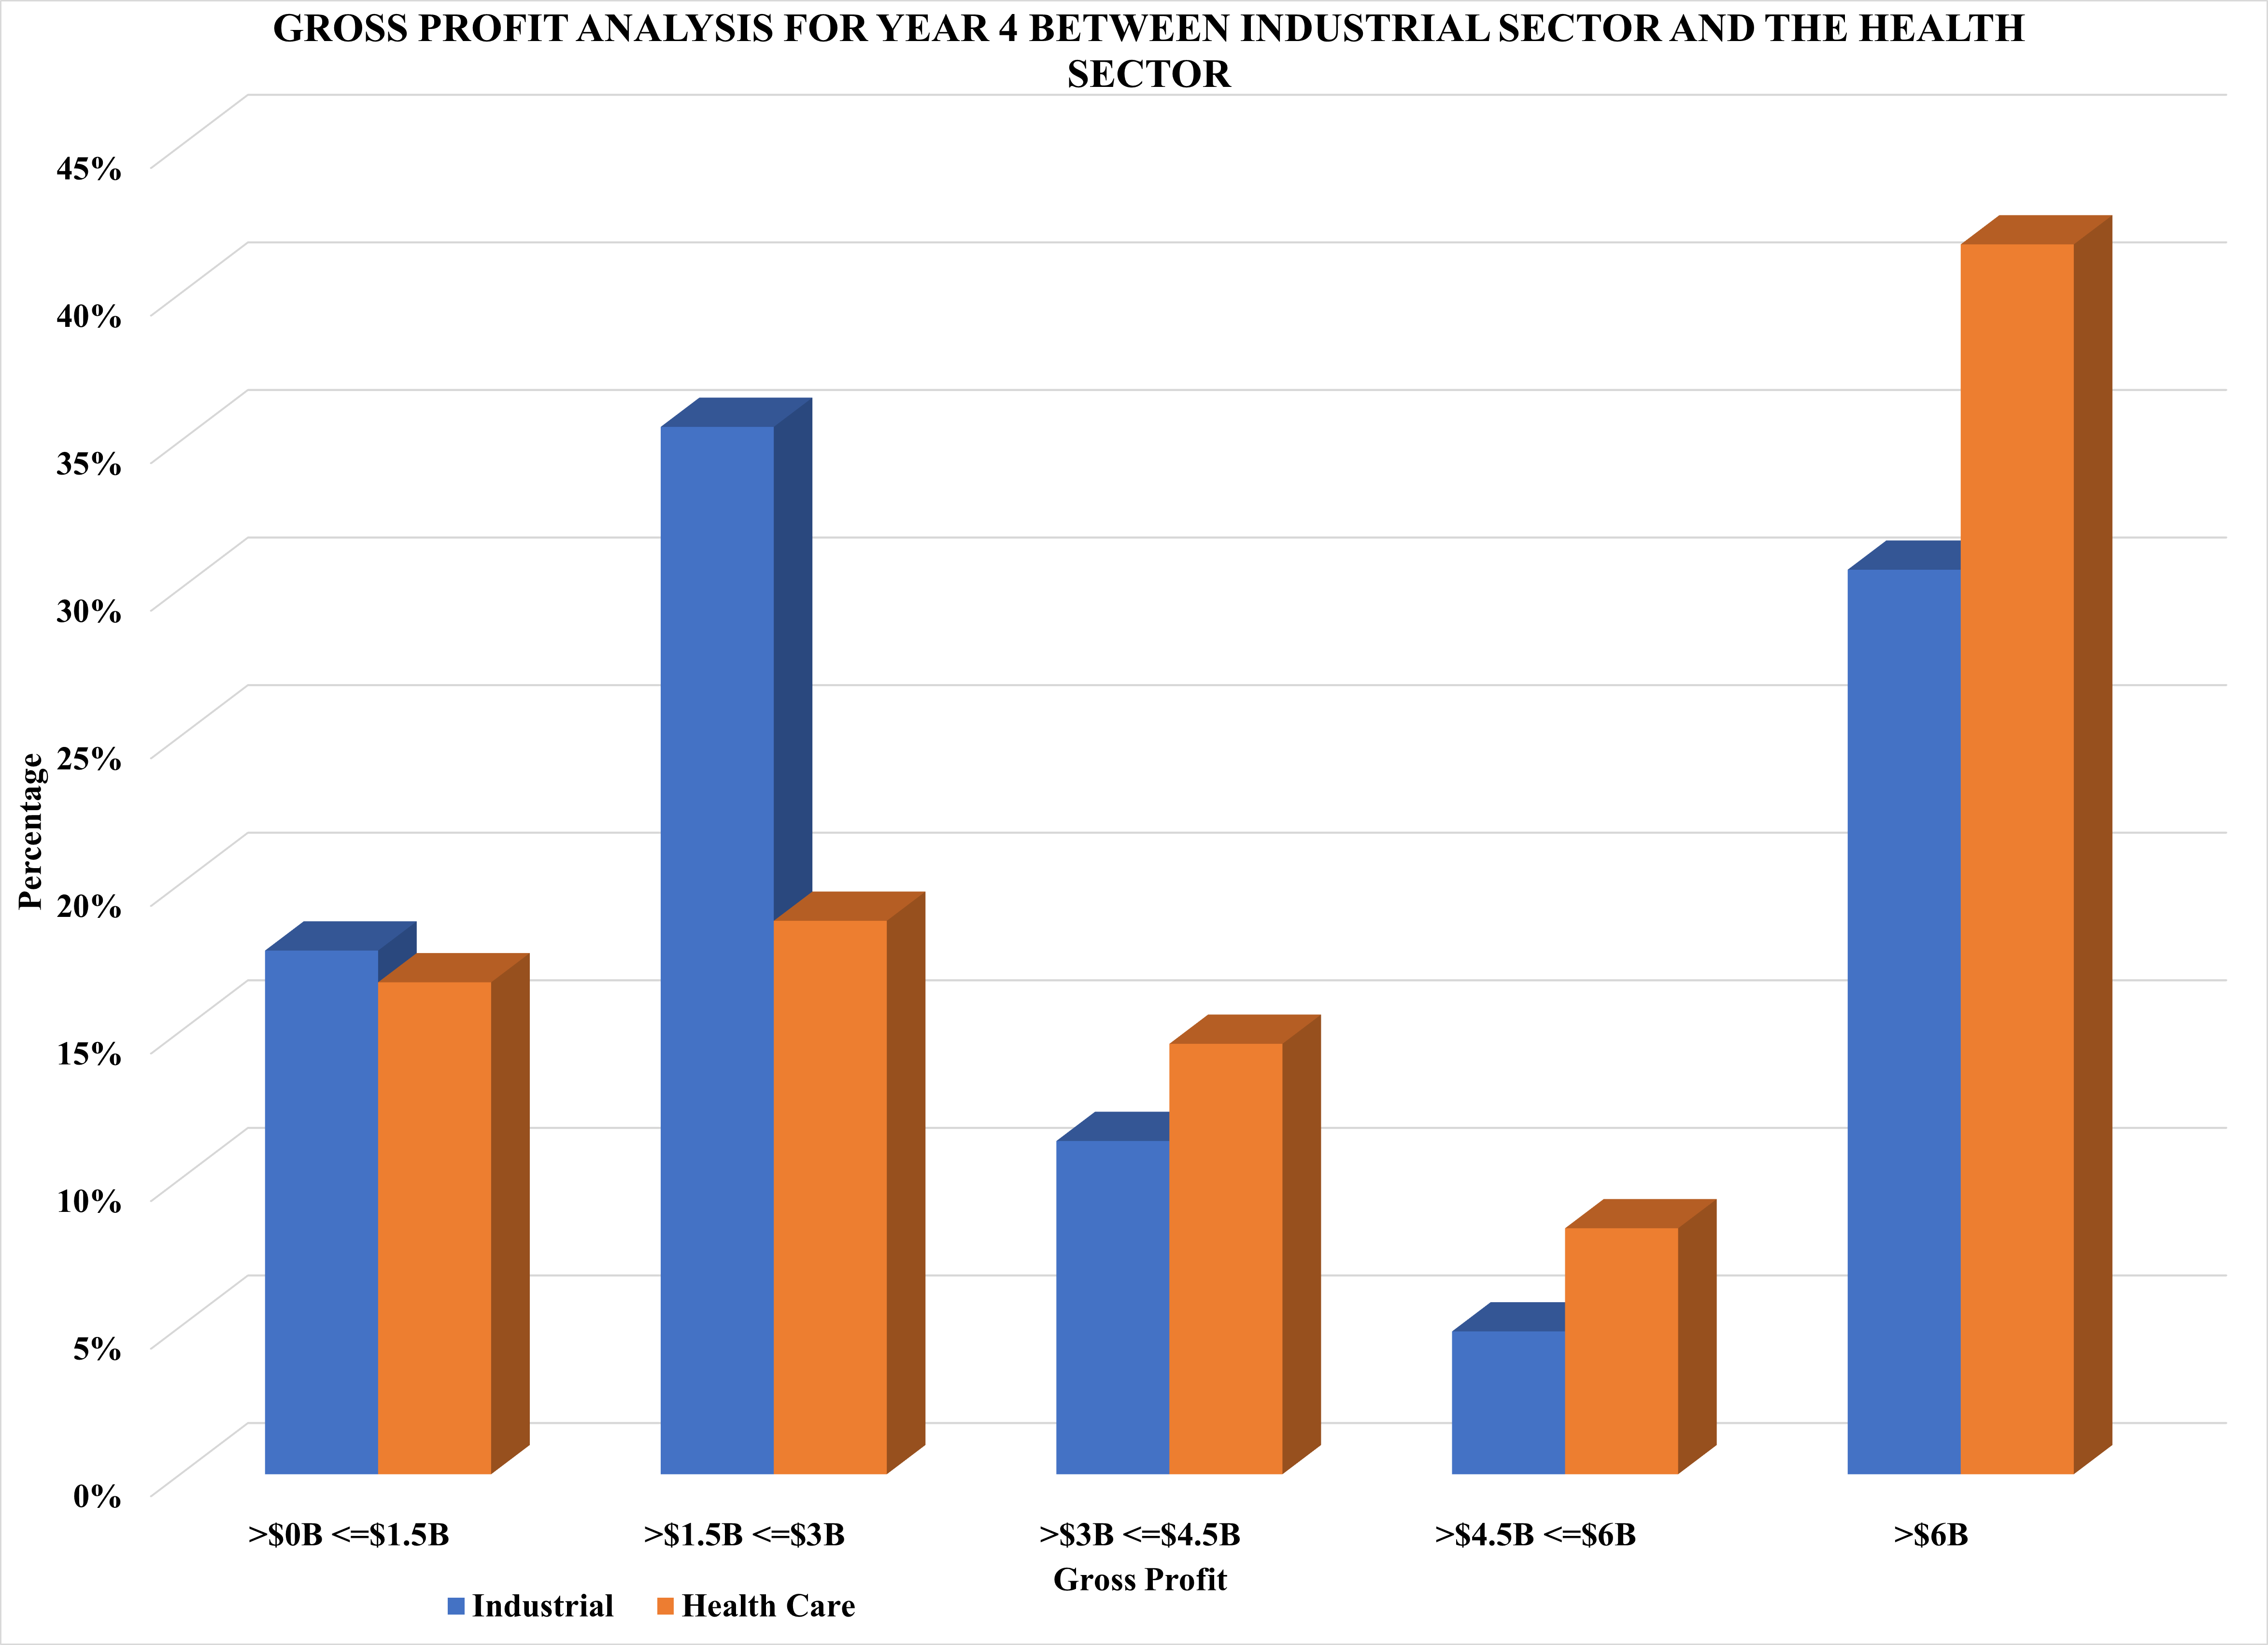 GROSS PROFIT ANALYSIS FOR YEAR 4 BETWEEN INDUSTRIAL SECTOR AND THE HEALTH
SECTOR
45%
40%
35%
30%
25%
20%
15%
10%
5%
0%
Percentage
>$0B <=$1.5B
>$1.5B <=$3B
>$3B <=$4.5B
>$4.5B <=$6B
>$6B
Gross Profit
Industrial
Health Care